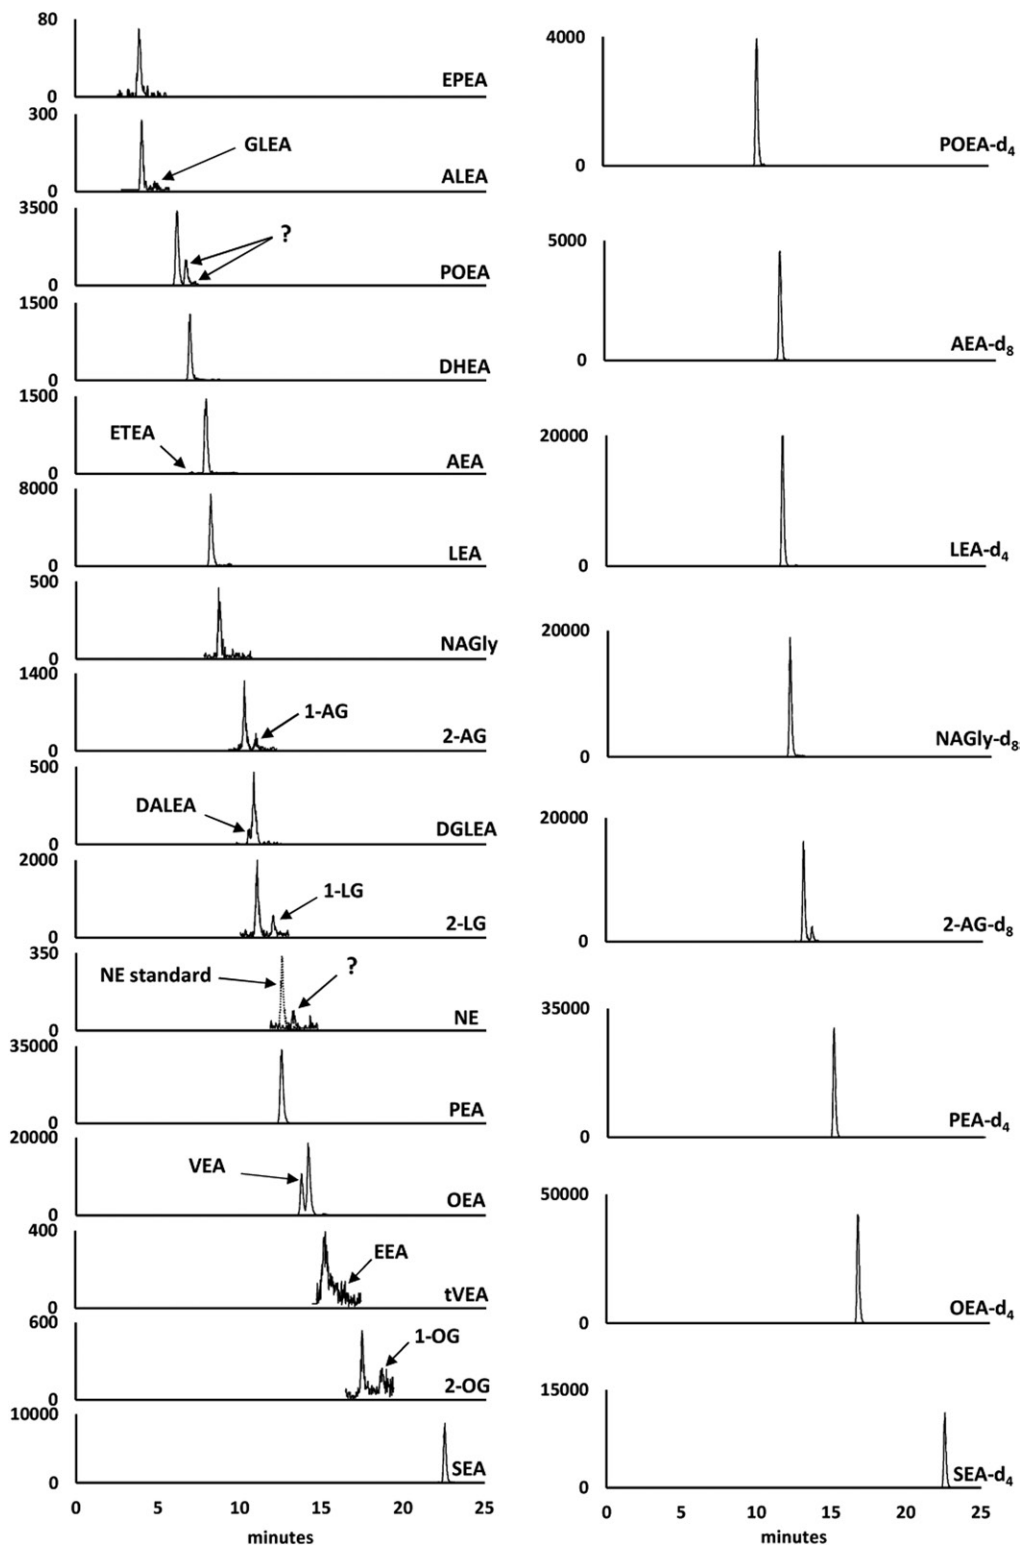 80
EPEA
0
300
GLEA
ALEA
0
3500
?
POEA
0
1500
DHEA
0
1500
ETEA
AEA
0
8000
LEA
0
500
NAGly
0
1400
1-AG
2-AG
0
500
DALEA
DGLEA
0
2000
1-LG
2-LG
0
350
NE standard
?
NE
0
35000
PEA
0
20000
VEA
OEA
0
400
EEA
tVEA
0
600
1-OG
2-OG
0
10000
SEA
0
0 5 10 15 20 25
minutes
4000
POEA-d4
0
5000
AEA-d8
0
20000
LEA-d4
0
20000
NAGly-d8
0
20000
2-AG-d8
0
35000
PEA-d4
0
50000
OEA-d4
0
15000
SEA-d4
0
0 5 10 15 20 25
minutes